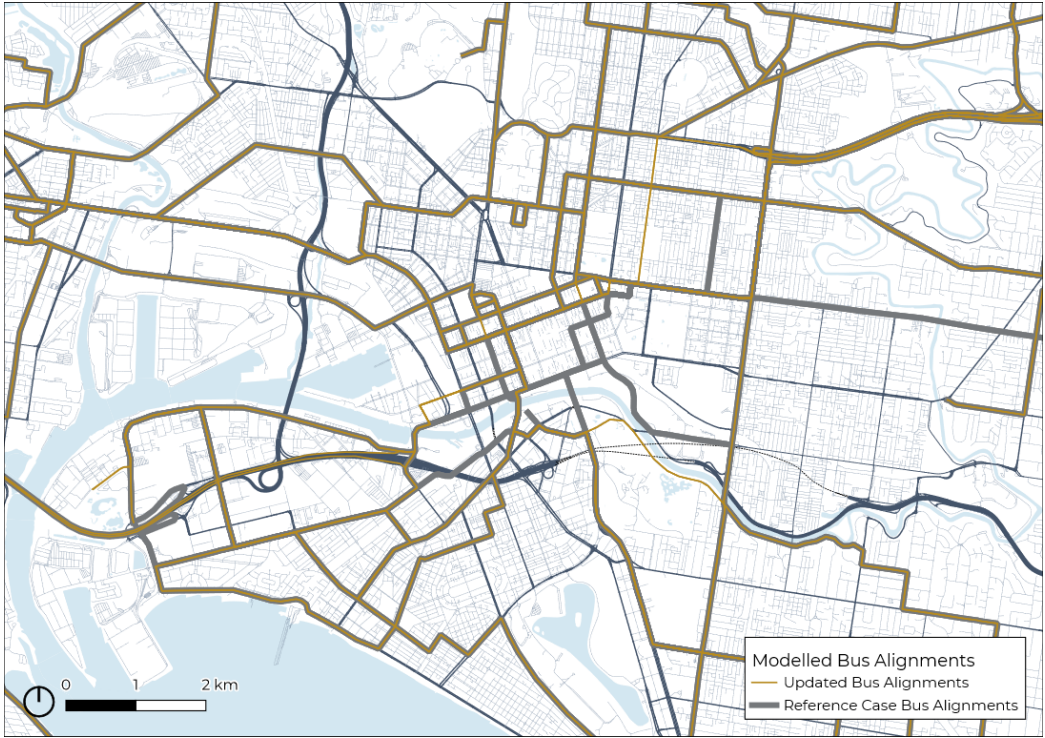 Modelled Bus Alignments
Updated Bus Alignments
Reference Case Bus Alignments
0 1 2 km